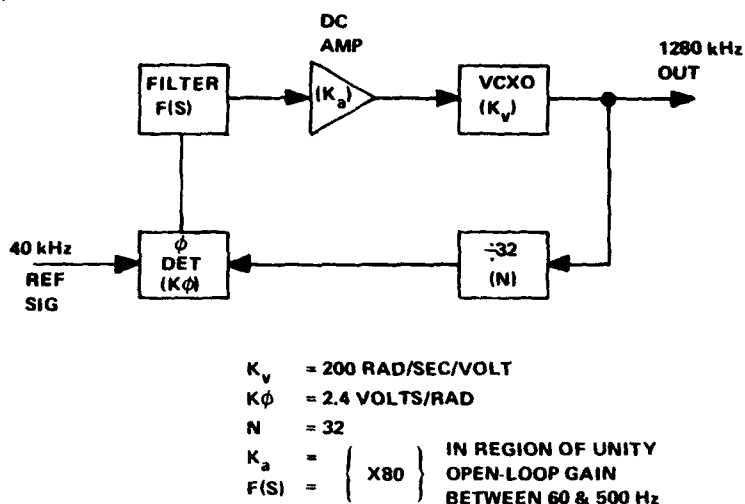 DC
AMP
1280 kHz
OUT
FILTER
F(S)
(Ka)
VCXO
(Kv)
40 kHz
REF
SIG
ϕ
DET
(Kϕ)
÷32
(N)
Kv = 200 RAD/SEC/VOLT
Kϕ = 2.4 VOLTS/RAD
N = 32
Ka = { X80 } IN REGION OF UNITY
F(S) = OPEN-LOOP GAIN
BETWEEN 60 & 500 Hz